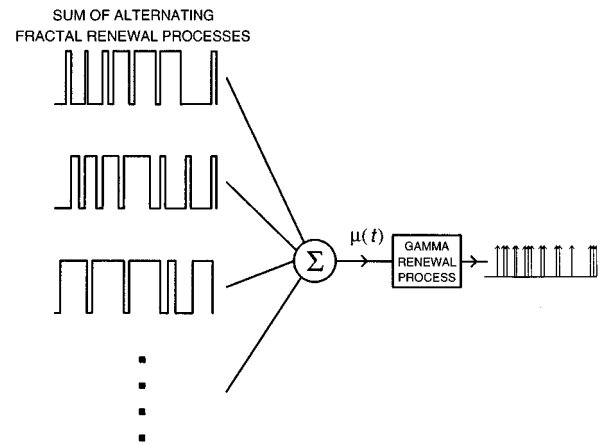 SUM OF ALTERNATING
FRACTAL RENEWAL PROCESSES
Σ
μ(t)
GAMMA
RENEWAL
PROCESS